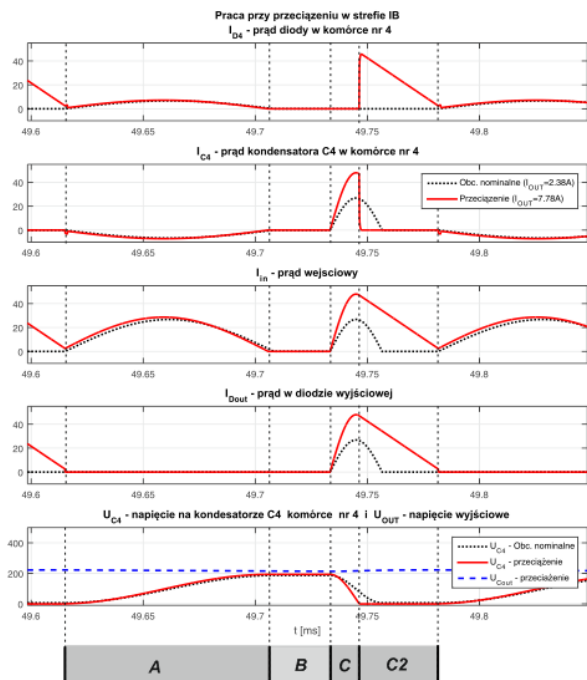 Praca przy przeciązeniu w strefie IB
I_D4 - prąd diody w komórce nr 4
40
20
0
49.6 49.65 49.7 49.75 49.8
I_C4 - prąd kondensatora C4 w komórce nr 4
40
20
0
Obc. nominalne (I_OUT=2.38A)
Przeciązenie (I_OUT=7.78A)
49.6 49.65 49.7 49.75 49.8
I_in - prąd wejsciowy
40
20
0
49.6 49.65 49.7 49.75 49.8
I_Dout - prąd w diodzie wyjściowej
40
20
0
49.6 49.65 49.7 49.75 49.8
U_C4 - napięcie na kondesatorze C4 komórce nr 4 i U_OUT - napięcie wyjściowe
400
200
0
U_C4 - Obc. nominalne
U_C4 - przeciążenie
U_Cout - przeciażenie
49.6 49.65 49.7 49.75 49.8
t [ms]
A B C C2